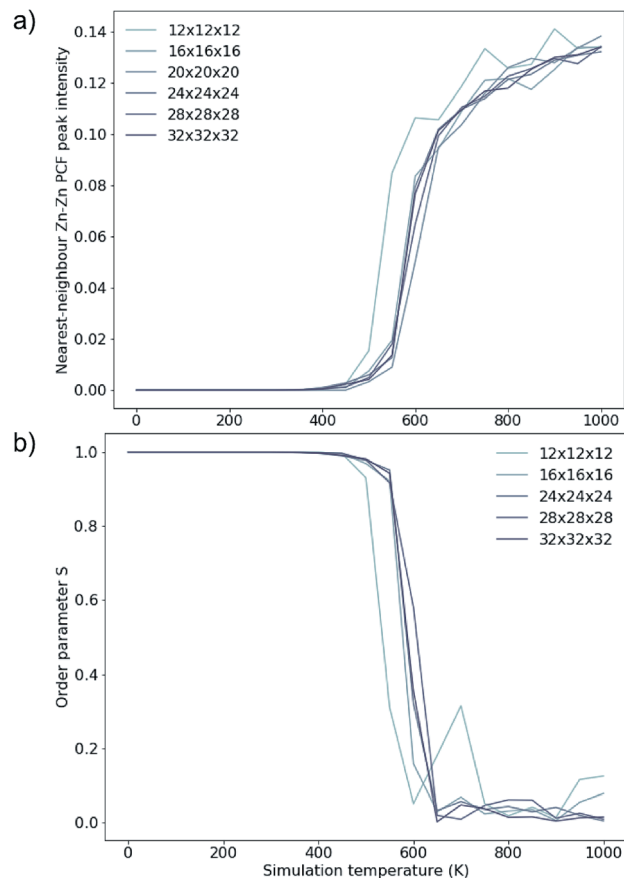 a)
Nearest-neighbour Zn-Zn PCF peak intensity
0.14
0.12
0.10
0.08
0.06
0.04
0.02
0.00
12x12x12
16x16x16
20x20x20
24x24x24
28x28x28
32x32x32
0 200 400 600 800 1000
b)
Order parameter S
1.0
0.8
0.6
0.4
0.2
0.0
12x12x12
16x16x16
24x24x24
28x28x28
32x32x32
0 200 400 600 800 1000
Simulation temperature (K)